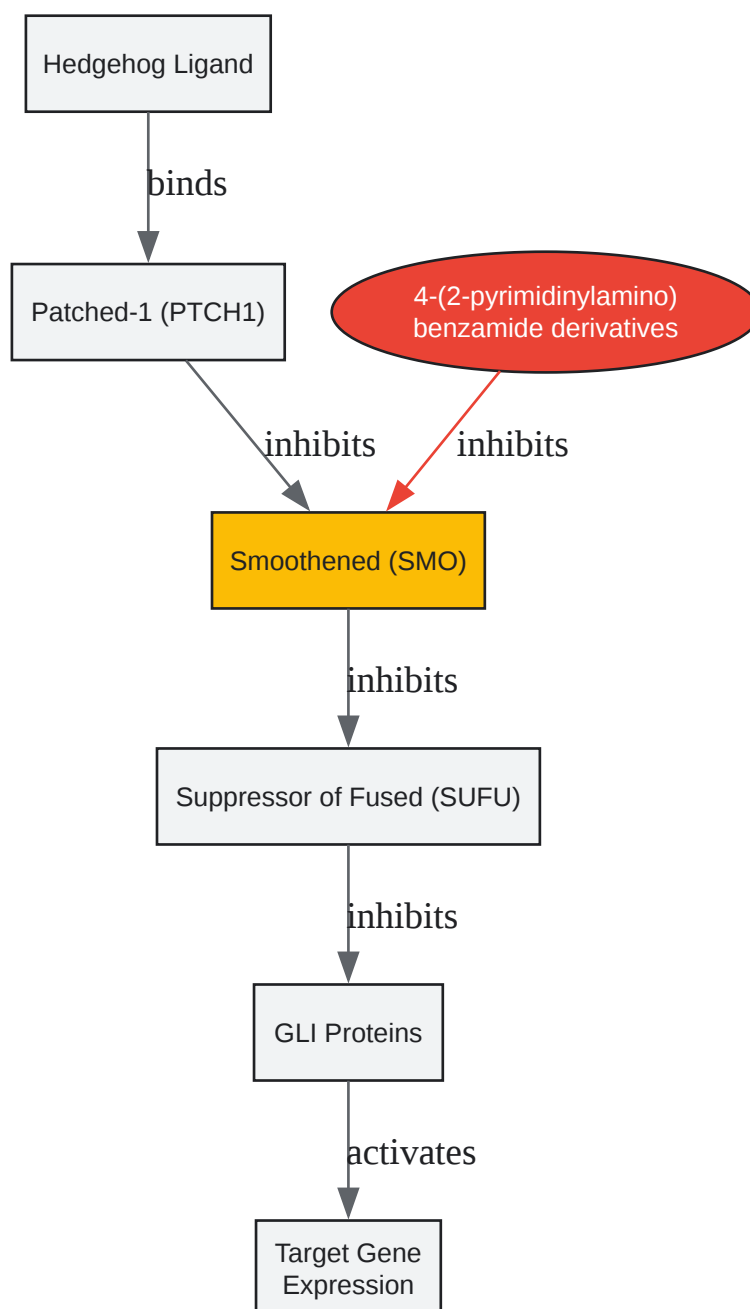 Hedgehog Ligand
binds
Patched-1 (PTCH1)
4-(2-pyrimidinylamino)
benzamide derivatives
inhibits
inhibits
Smoothened (SMO)
inhibits
Suppressor of Fused (SUFU)
inhibits
GLI Proteins
activates
Target Gene
Expression